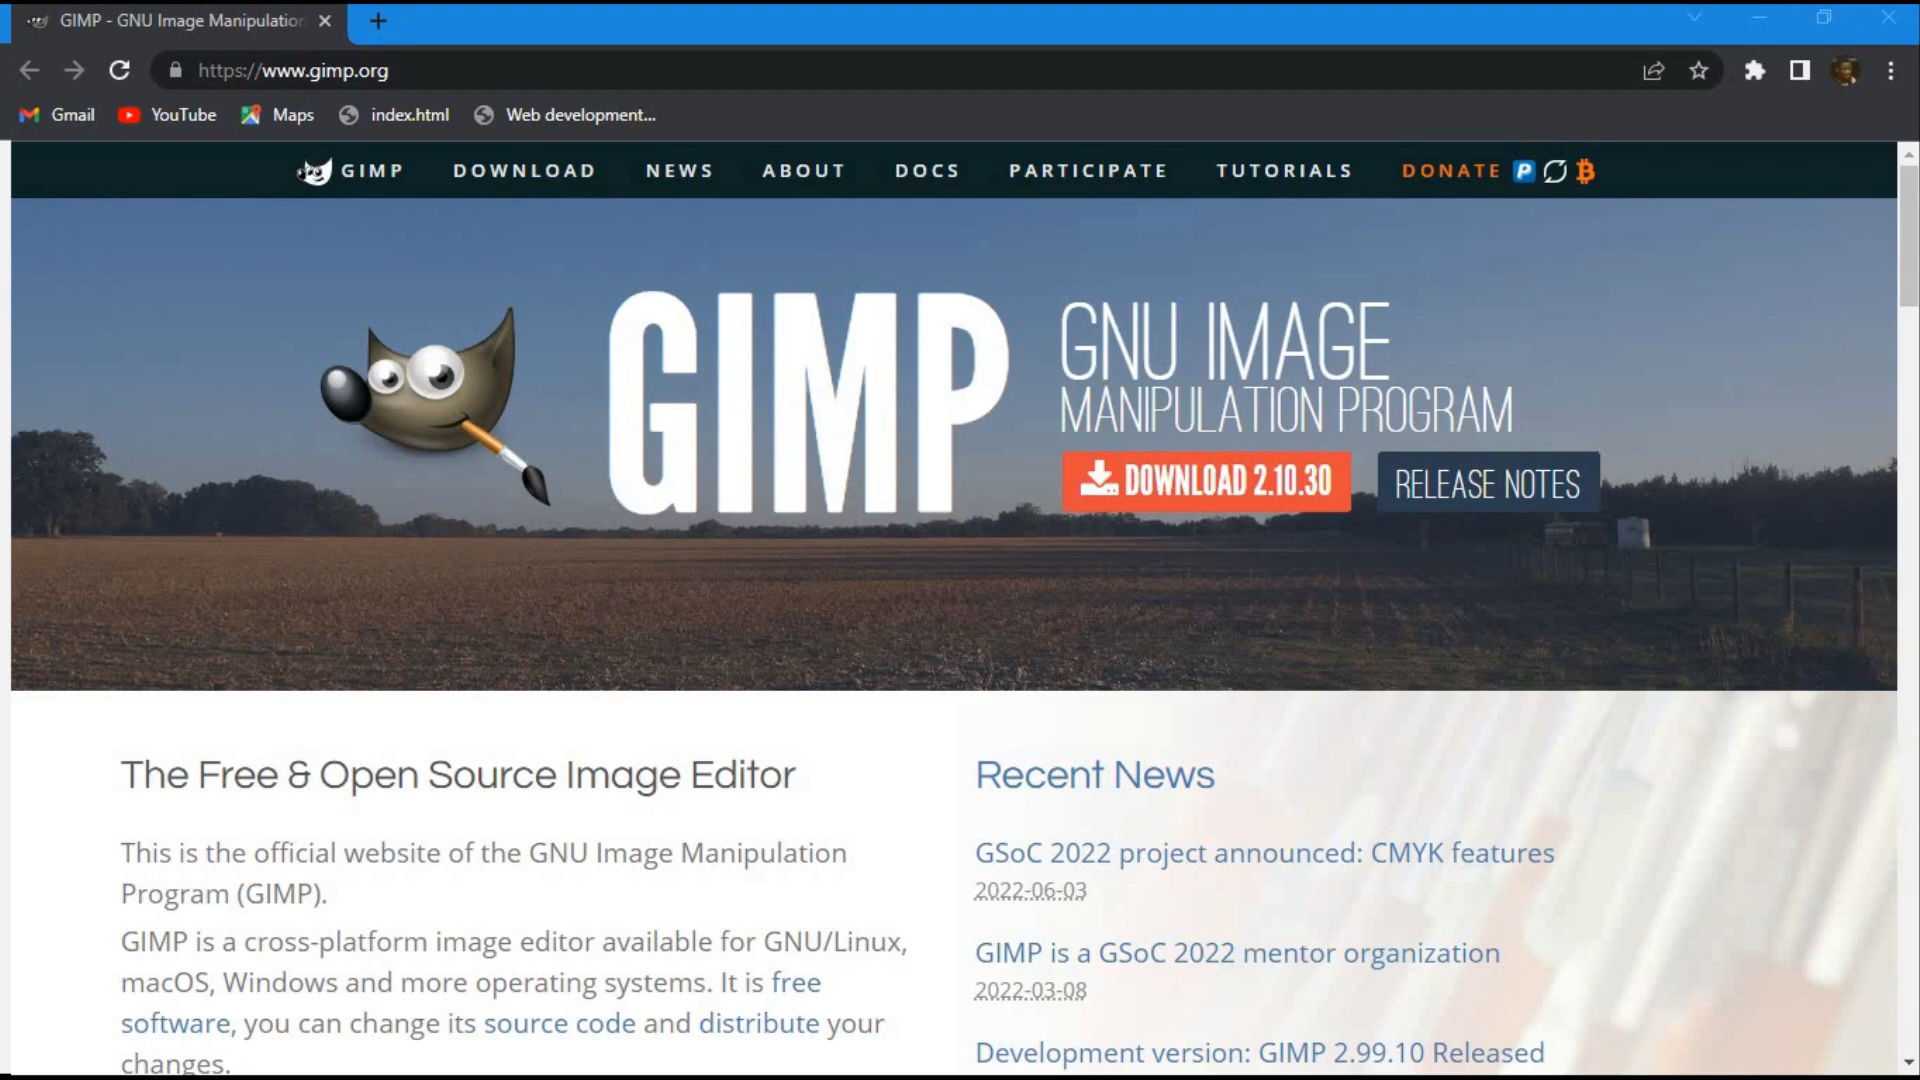 GIMP - GNU Image Manipulation
https://www.gimp.org
Gmail YouTube Maps index.html Web development...
GIMP DOWNLOAD NEWS ABOUT DOCS PARTICIPATE TUTORIALS DONATE
GIMP
GNU IMAGE
MANIPULATION PROGRAM
DOWNLOAD 2.10.30 RELEASE NOTES
The Free & Open Source Image Editor
This is the official website of the GNU Image Manipulation
Program (GIMP).
GIMP is a cross-platform image editor available for GNU/Linux,
macOS, Windows and more operating systems. It is free
software, you can change its source code and distribute your
changes.
Recent News
GSoC 2022 project announced: CMYK features
2022-06-03
GIMP is a GSoC 2022 mentor organization
2022-03-08
Development version: GIMP 2.99.10 Released